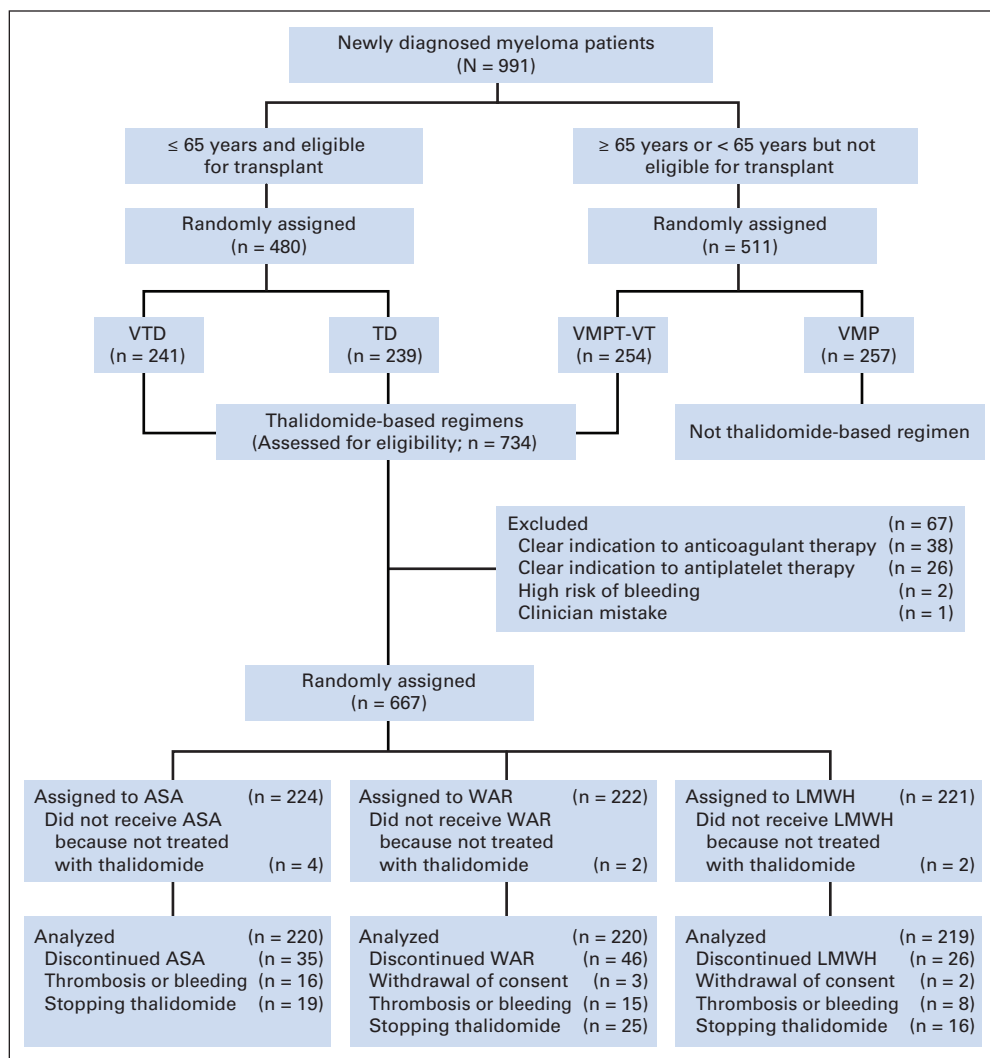 Newly diagnosed myeloma patients
(N = 991)
≤ 65 years and eligible
for transplant
≥ 65 years or < 65 years but not
eligible for transplant
Randomly assigned
(n = 480)
Randomly assigned
(n = 511)
VTD
(n = 241)
TD
(n = 239)
VMPT-VT
(n = 254)
VMP
(n = 257)
Thalidomide-based regimens
(Assessed for eligibility; n = 734)
Not thalidomide-based regimen
Excluded (n = 67)
Clear indication to anticoagulant therapy (n = 38)
Clear indication to antiplatelet therapy (n = 26)
High risk of bleeding (n = 2)
Clinician mistake (n = 1)
Randomly assigned
(n = 667)
Assigned to ASA (n = 224)
Did not receive ASA
because not treated
with thalidomide (n = 4)
Assigned to WAR (n = 222)
Did not receive WAR
because not treated
with thalidomide (n = 2)
Assigned to LMWH (n = 221)
Did not receive LMWH
because not treated
with thalidomide (n = 2)
Analyzed (n = 220)
Discontinued ASA (n = 35)
Thrombosis or bleeding (n = 16)
Stopping thalidomide (n = 19)
Analyzed (n = 220)
Discontinued WAR (n = 46)
Withdrawal of consent (n = 3)
Thrombosis or bleeding (n = 15)
Stopping thalidomide (n = 25)
Analyzed (n = 219)
Discontinued LMWH (n = 26)
Withdrawal of consent (n = 2)
Thrombosis or bleeding (n = 8)
Stopping thalidomide (n = 16)